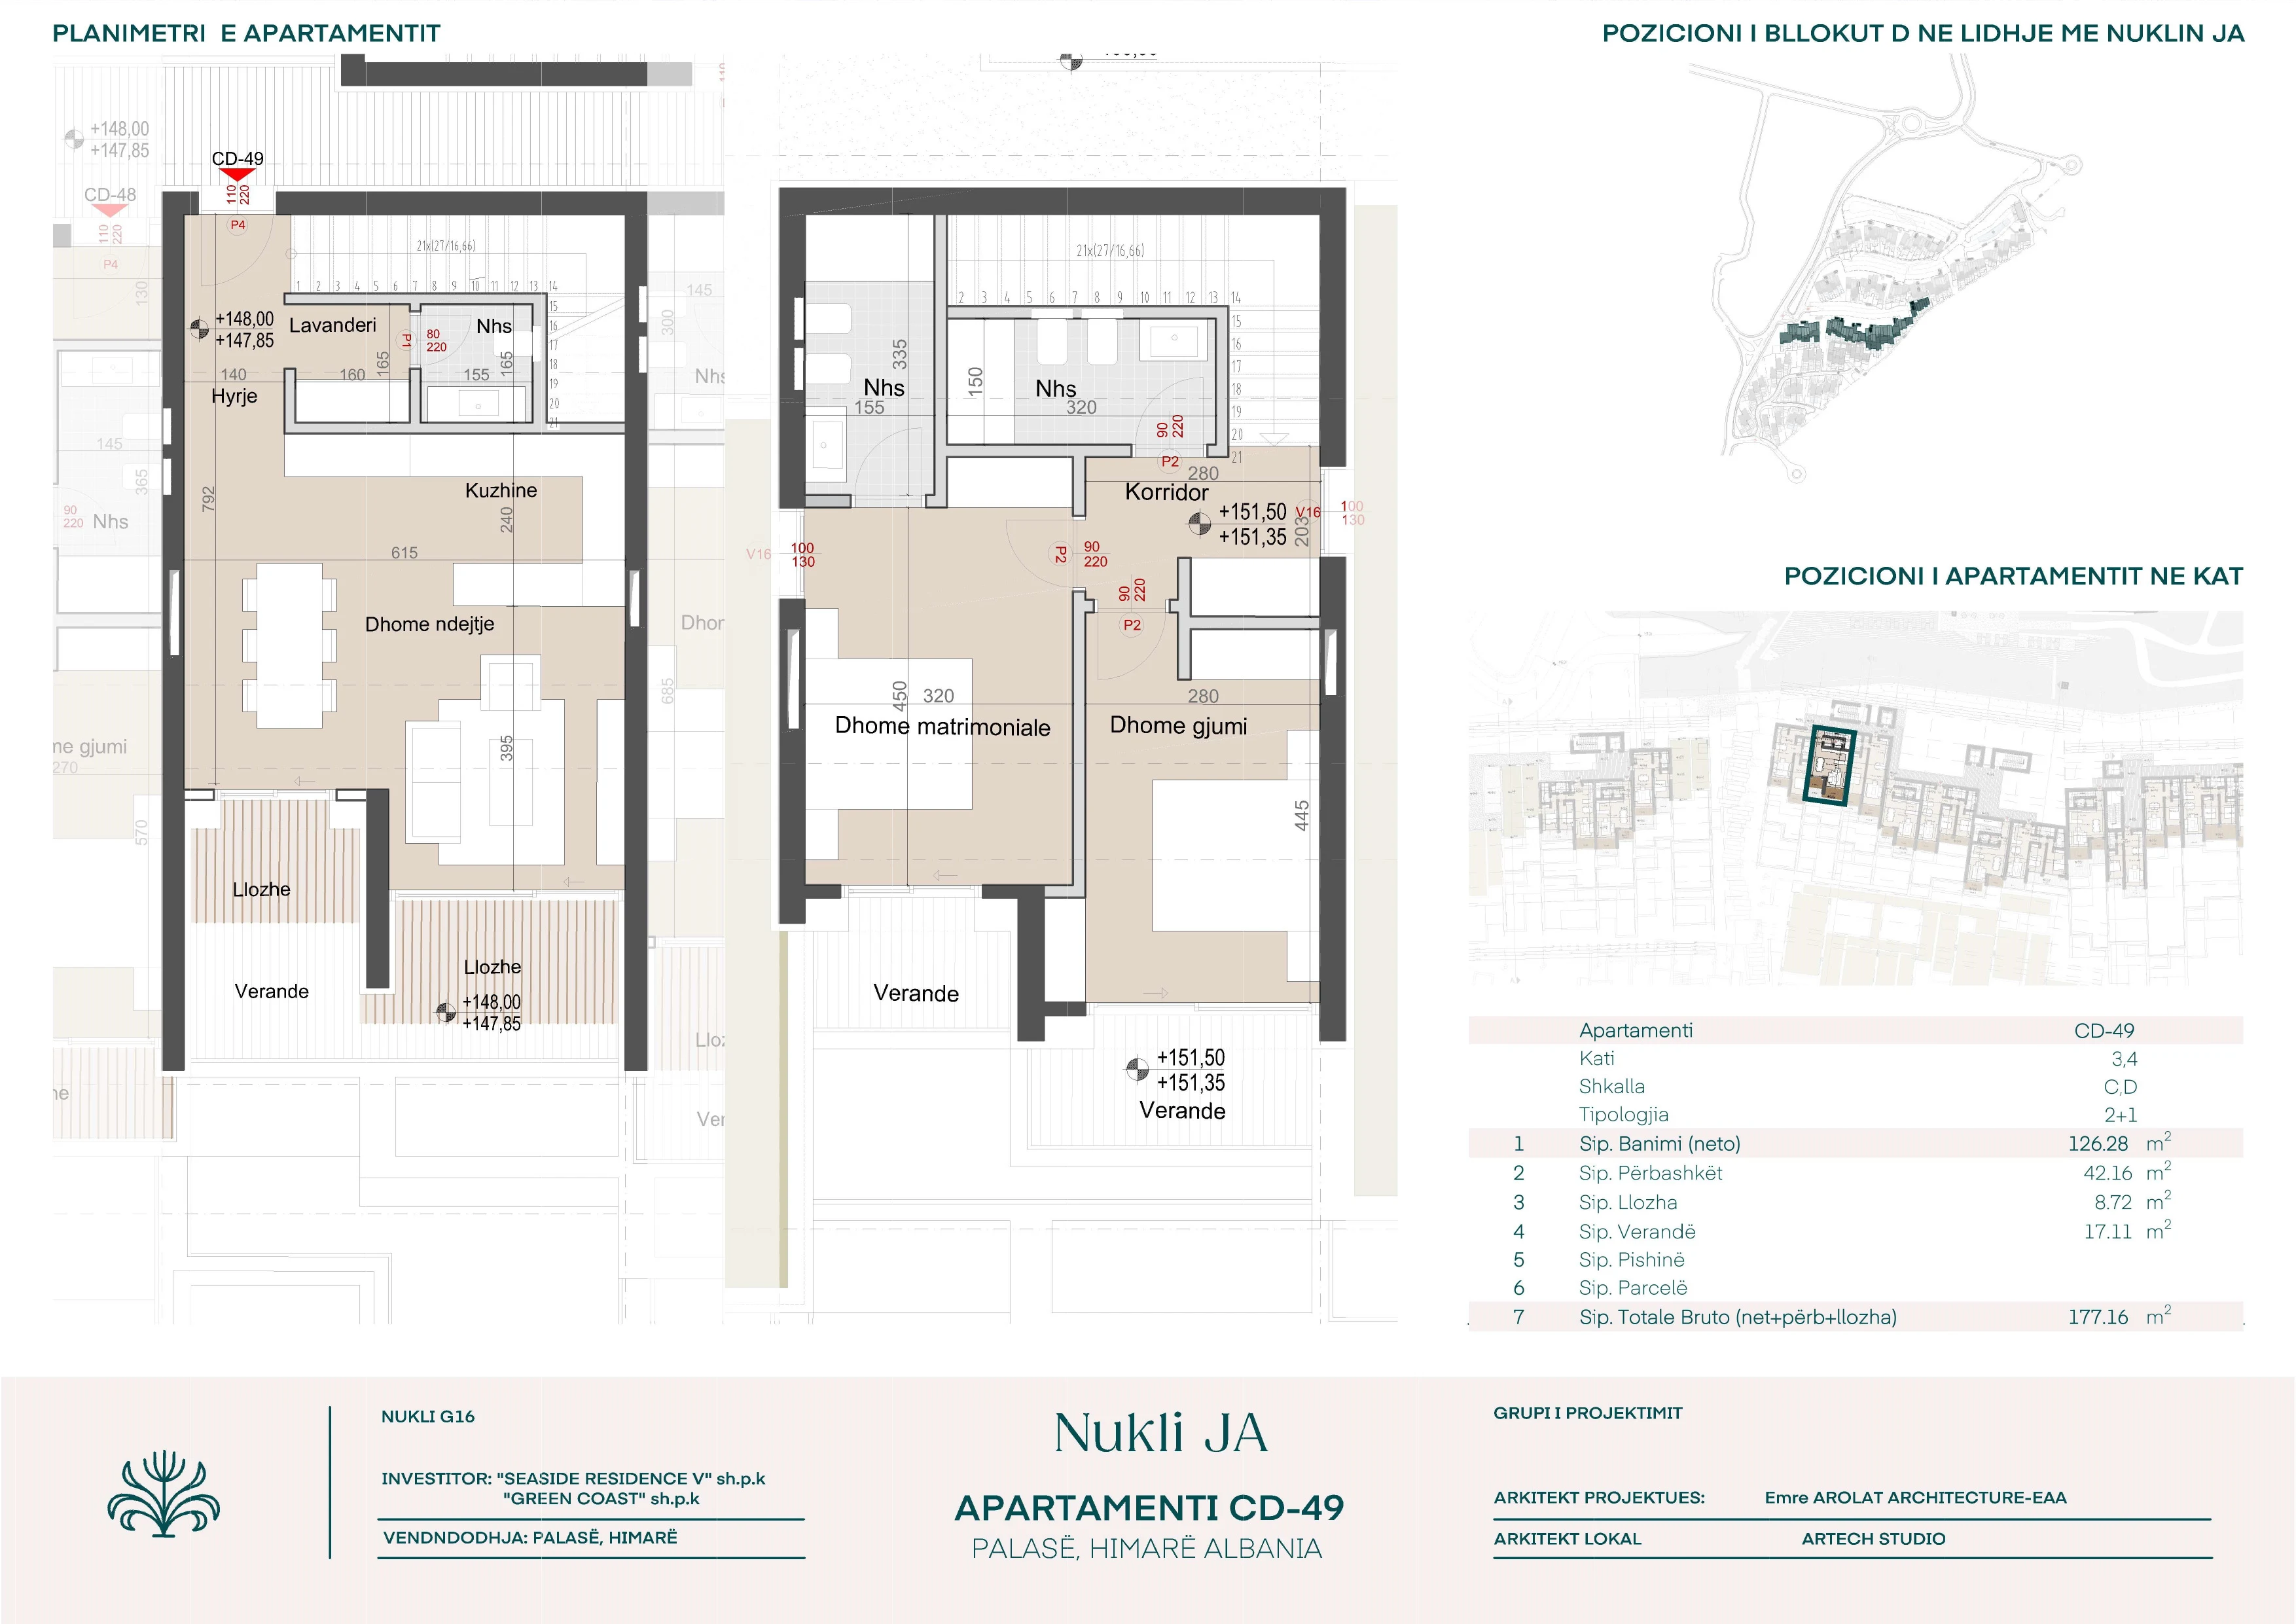 PLANIMETRI E APARTAMENTIT
POZICIONI I BLLOKUT D NE LIDHJE ME NUKLIN JA
+148,00
+147,85
CD-48
110
220
P4
130
CD-49
110
220
P4
21x(27/16,66)
1 2 3 4 5 6 7 8 9 10 11 12 13 14
15
16
17
18
19
20
21
+148,00
+147,85
Lavanderi
P1
80
220
Nhs
165
165
140
160
155
Hyrje
145
365
90
220
Nhs
145
300
Nhs
792
Kuzhine
240
615
Dhome ndejtje
395
685
me gjumi
270
570
Llozhe
Verande
Llozhe
+148,00
+147,85
21x(27/16,66)
2 3 4 5 6 7 8 9 10 11 12 13 14
15
16
17
18
19
20
21
335
Nhs
155
150
Nhs
320
90
220
P2
280
Korridor
+151,50
+151,35
V16
100
130
203
V16
100
130
P2
90
220
90
220
P2
450
320
Dhome matrimoniale
280
Dhome gjumi
445
Verande
+151,50
+151,35
Verande
POZICIONI I APARTAMENTIT NE KAT
Apartamenti CD-49
Kati 3,4
Shkalla C,D
Tipologjia 2+1
1 Sip. Banimi (neto) 126.28 m²
2 Sip. Përbashkët 42.16 m²
3 Sip. Llozha 8.72 m²
4 Sip. Verandë 17.11 m²
5 Sip. Pishinë
6 Sip. Parcelë
7 Sip. Totale Bruto (net+përb+llozha) 177.16 m²
NUKLI G16
INVESTITOR: "SEASIDE RESIDENCE V" sh.p.k
"GREEN COAST" sh.p.k
VENDNDODHJA: PALASË, HIMARË
Nukli JA
APARTAMENTI CD-49
PALASË, HIMARË ALBANIA
GRUPI I PROJEKTIMIT
ARKITEKT PROJEKTUES: Emre AROLAT ARCHITECTURE-EAA
ARKITEKT LOKAL ARTECH STUDIO